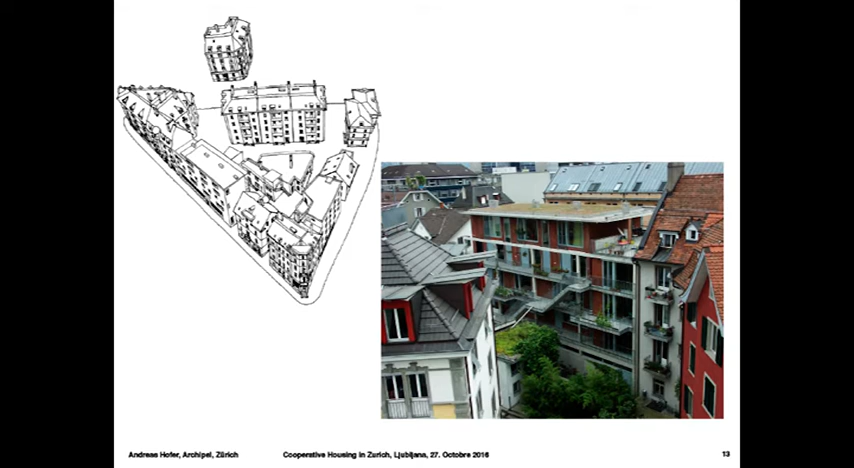 Andreas Hofer, Archipel, Zürich
Cooperative Housing in Zurich, Ljubljana, 27. Octobre 2016
13